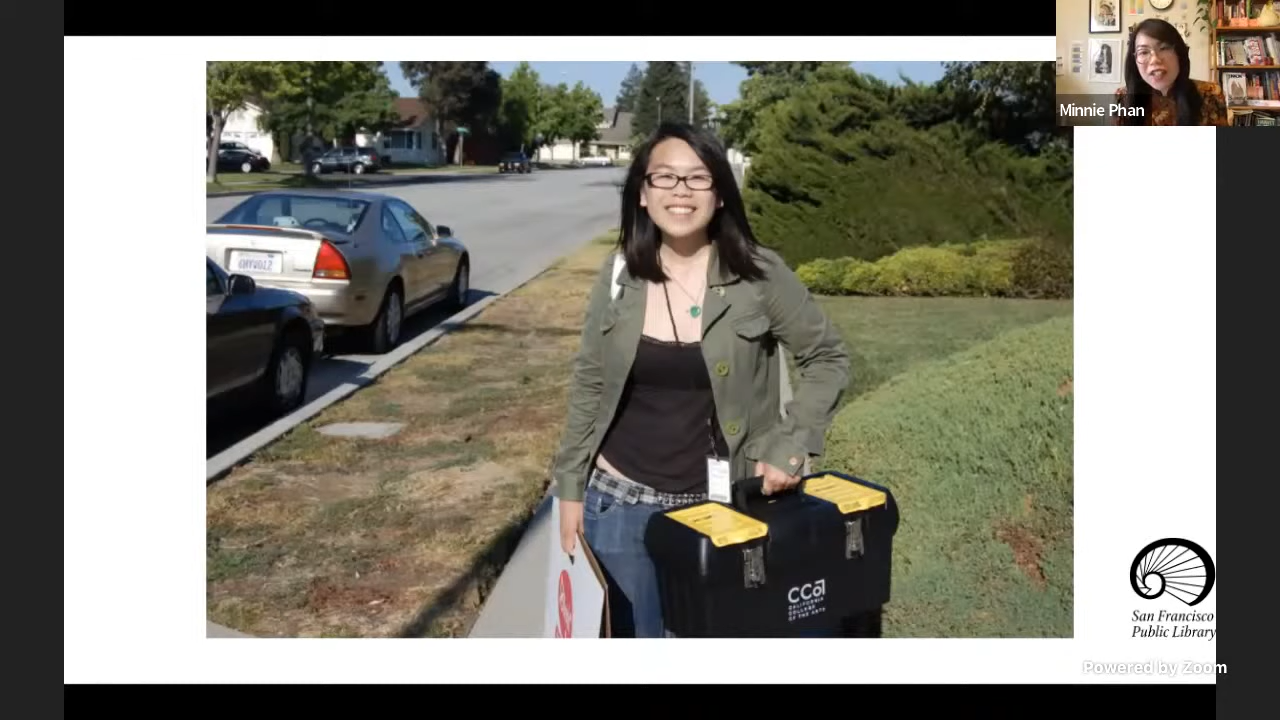 Minnie Phan
CCA
CALIFORNIA
COLLEGE
OF THE ARTS
San Francisco
Public Library
Powered by Zoom